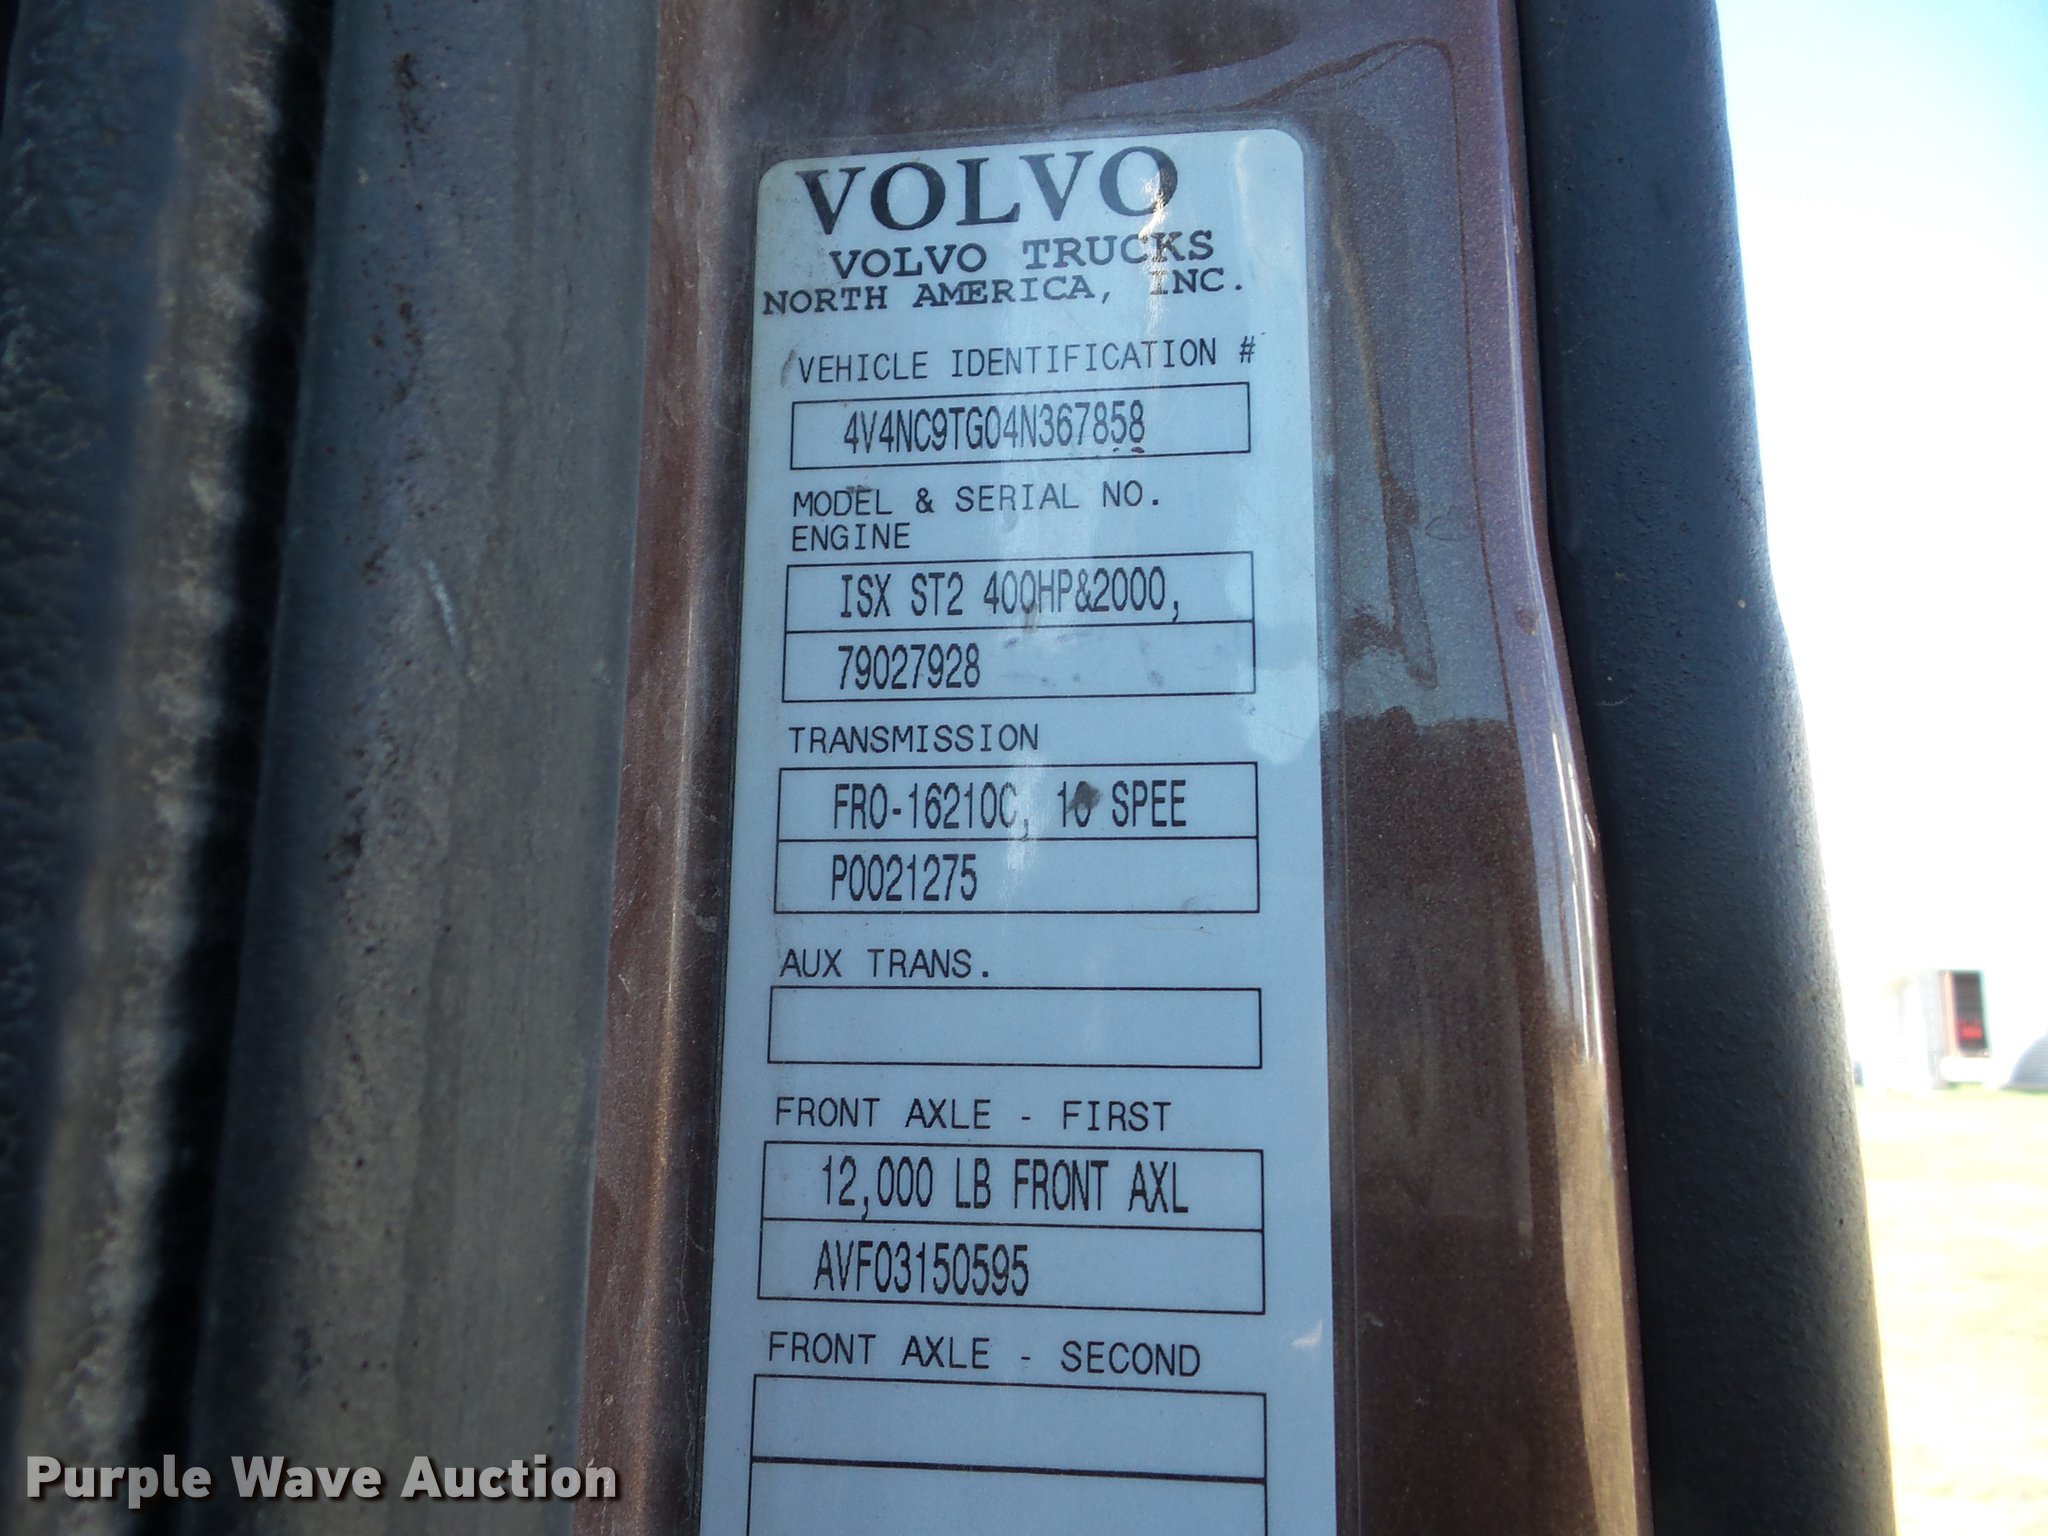 VOLVO
VOLVO TRUCKS
NORTH AMERICA, INC.
VEHICLE IDENTIFICATION #
4V4NC9TG04N367858
MODEL & SERIAL NO.
ENGINE
ISX ST2 400HP&2000,
79027928
TRANSMISSION
FRO-16210C, 10 SPEE
P0021275
AUX TRANS.
FRONT AXLE - FIRST
12,000 LB FRONT AXL
AVF03150595
FRONT AXLE - SECOND
Purple Wave Auction